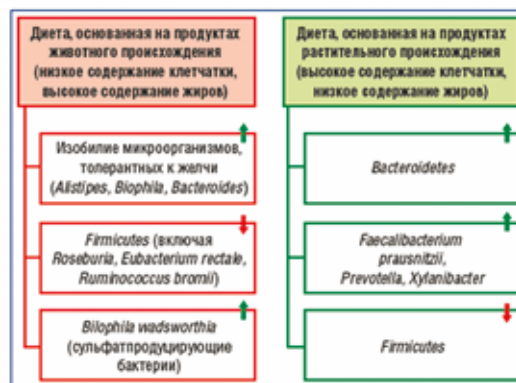 Диета, основанная на продуктах
животного происхождения
(низкое содержание клетчатки,
высокое содержание жиров)
Изобилие микроорганизмов,
толерантных к желчи
(Alistipes, Biophila, Bacteroides)
Firmicutes (включая
Roseburia, Eubacterium rectale,
Ruminococcus bromii)
Bilophila wadsworthia
(сульфатпродуцирующие
бактерии)
Диета, основанная на продуктах
растительного происхождения
(высокое содержание клетчатки,
низкое содержание жиров)
Bacteroidetes
Faecalibacterium
prausnitzii,
Prevotella, Xylanibacter
Firmicutes